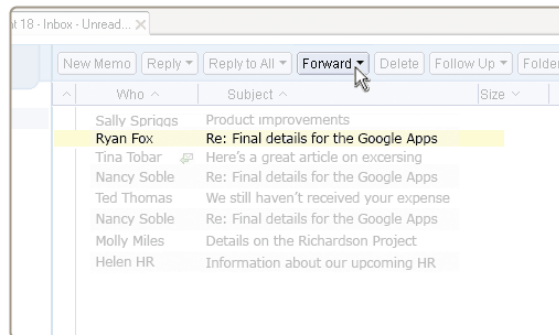 nt 18 - Inbox - Unread...
New Memo Reply Reply to All Forward Delete Follow Up Folder
Who Subject Size
Sally Spriggs Product improvements
Ryan Fox Re: Final details for the Google Apps
Tina Tobar Here's a great article on excersing
Nancy Soble Re: Final details for the Google Apps
Ted Thomas We still haven't received your expense
Nancy Soble Re: Final details for the Google Apps
Molly Miles Details on the Richardson Project
Helen HR Information about our upcoming HR